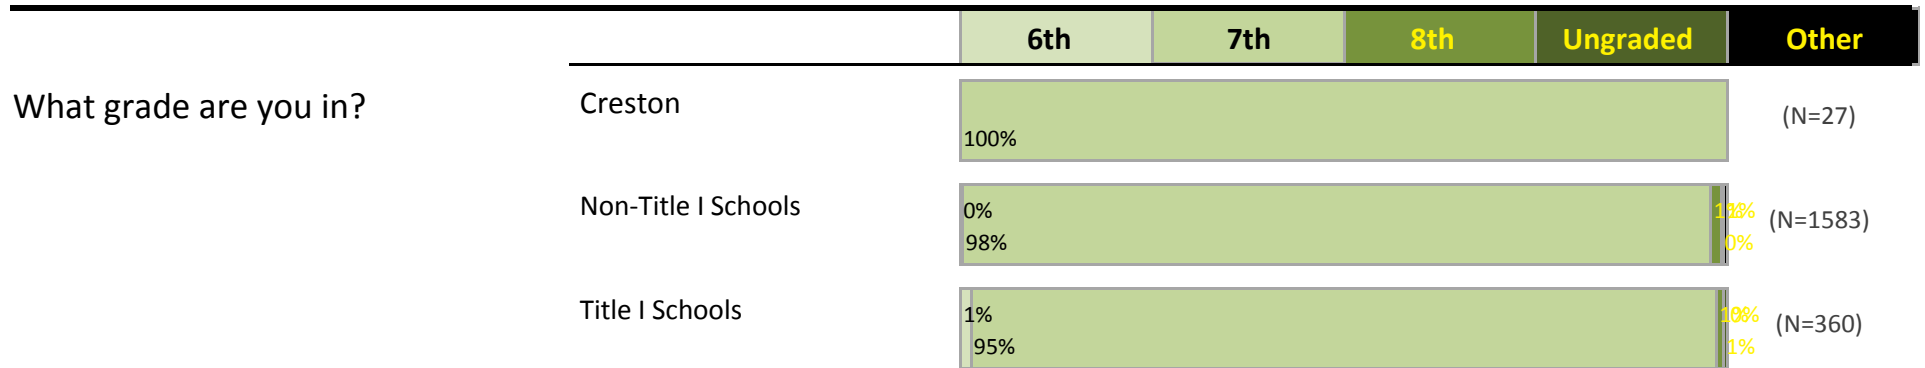 6th 7th 8th Ungraded Other
What grade are you in?
Creston
100%
(N=27)
Non-Title I Schools
0%
98%
0%
(N=1583)
Title I Schools
1%
95%
1%
(N=360)